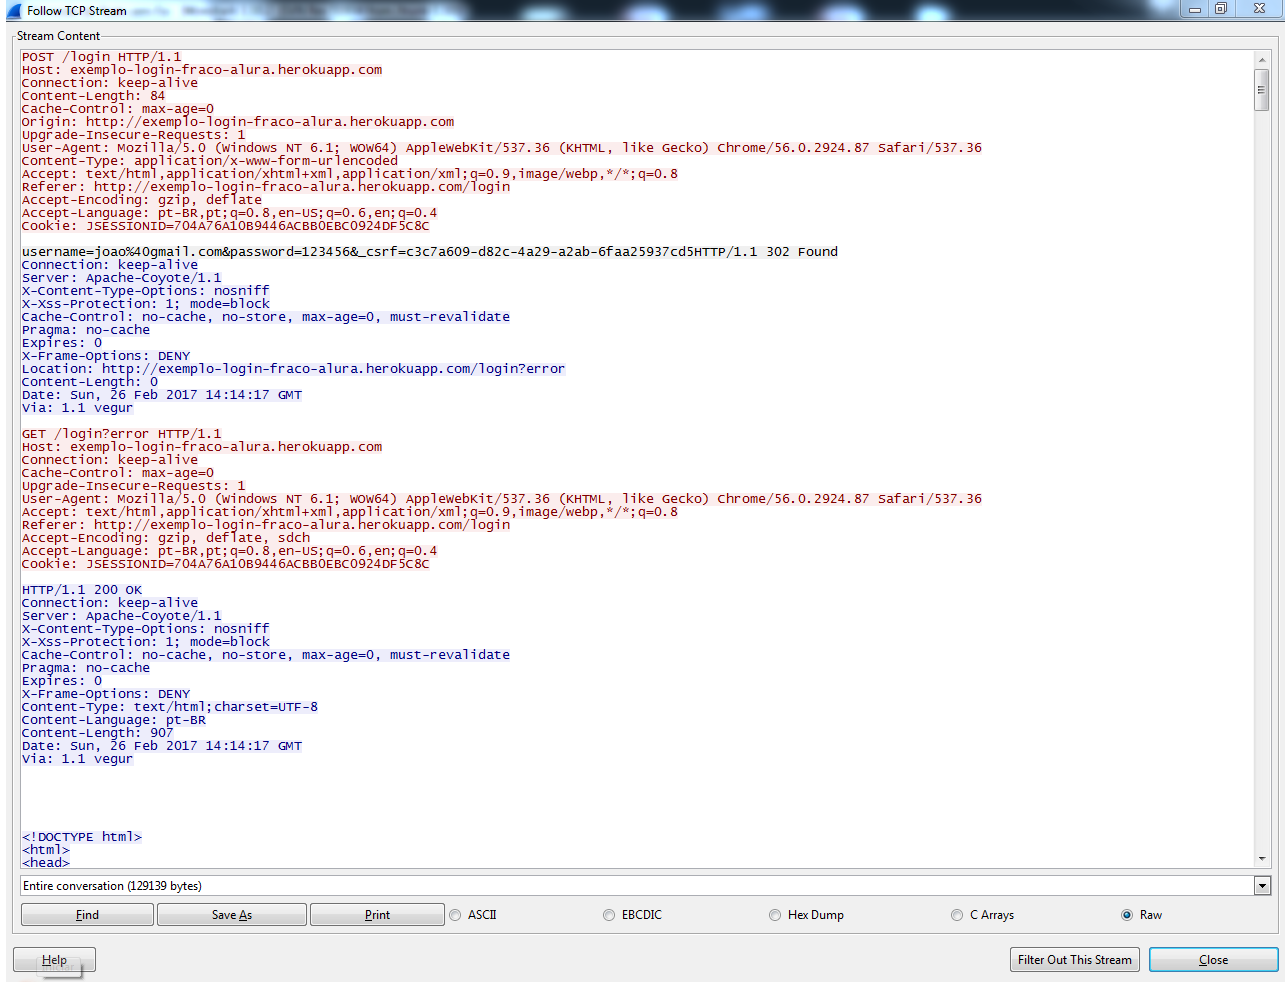 Follow TCP Stream
Stream Content
POST /login HTTP/1.1
Host: exemplo-login-fraco-alura.herokuapp.com
Connection: keep-alive
Content-Length: 84
Cache-Control: max-age=0
Origin: http://exemplo-login-fraco-alura.herokuapp.com
Upgrade-Insecure-Requests: 1
User-Agent: Mozilla/5.0 (Windows NT 6.1; WOW64) AppleWebKit/537.36 (KHTML, like Gecko) Chrome/56.0.2924.87 Safari/537.36
Content-Type: application/x-www-form-urlencoded
Accept: text/html,application/xhtml+xml,application/xml;q=0.9,image/webp,*/*;q=0.8
Referer: http://exemplo-login-fraco-alura.herokuapp.com/login
Accept-Encoding: gzip, deflate
Accept-Language: pt-BR,pt;q=0.8,en-US;q=0.6,en;q=0.4
Cookie: JSESSIONID=704A76A10B9446ACBB0EBC0924DF5C8C
username=joao%40gmail.com&password=123456&_csrf=c3c7a609-d82c-4a29-a2ab-6faa25937cd5HTTP/1.1 302 Found
Connection: keep-alive
Server: Apache-Coyote/1.1
X-Content-Type-Options: nosniff
X-Xss-Protection: 1; mode=block
Cache-Control: no-cache, no-store, max-age=0, must-revalidate
Pragma: no-cache
Expires: 0
X-Frame-Options: DENY
Location: http://exemplo-login-fraco-alura.herokuapp.com/login?error
Content-Length: 0
Date: Sun, 26 Feb 2017 14:14:17 GMT
Via: 1.1 vegur
GET /login?error HTTP/1.1
Host: exemplo-login-fraco-alura.herokuapp.com
Connection: keep-alive
Cache-Control: max-age=0
Upgrade-Insecure-Requests: 1
User-Agent: Mozilla/5.0 (Windows NT 6.1; WOW64) AppleWebKit/537.36 (KHTML, like Gecko) Chrome/56.0.2924.87 Safari/537.36
Accept: text/html,application/xhtml+xml,application/xml;q=0.9,image/webp,*/*;q=0.8
Referer: http://exemplo-login-fraco-alura.herokuapp.com/login
Accept-Encoding: gzip, deflate, sdch
Accept-Language: pt-BR,pt;q=0.8,en-US;q=0.6,en;q=0.4
Cookie: JSESSIONID=704A76A10B9446ACBB0EBC0924DF5C8C
HTTP/1.1 200 OK
Connection: keep-alive
Server: Apache-Coyote/1.1
X-Content-Type-Options: nosniff
X-Xss-Protection: 1; mode=block
Cache-Control: no-cache, no-store, max-age=0, must-revalidate
Pragma: no-cache
Expires: 0
X-Frame-Options: DENY
Content-Type: text/html;charset=UTF-8
Content-Language: pt-BR
Content-Length: 907
Date: Sun, 26 Feb 2017 14:14:17 GMT
Via: 1.1 vegur
<!DOCTYPE html>
<html>
<head>
Entire conversation (129139 bytes)
Find Save As Print ASCII EBCDIC Hex Dump C Arrays Raw
Help Filter Out This Stream Close